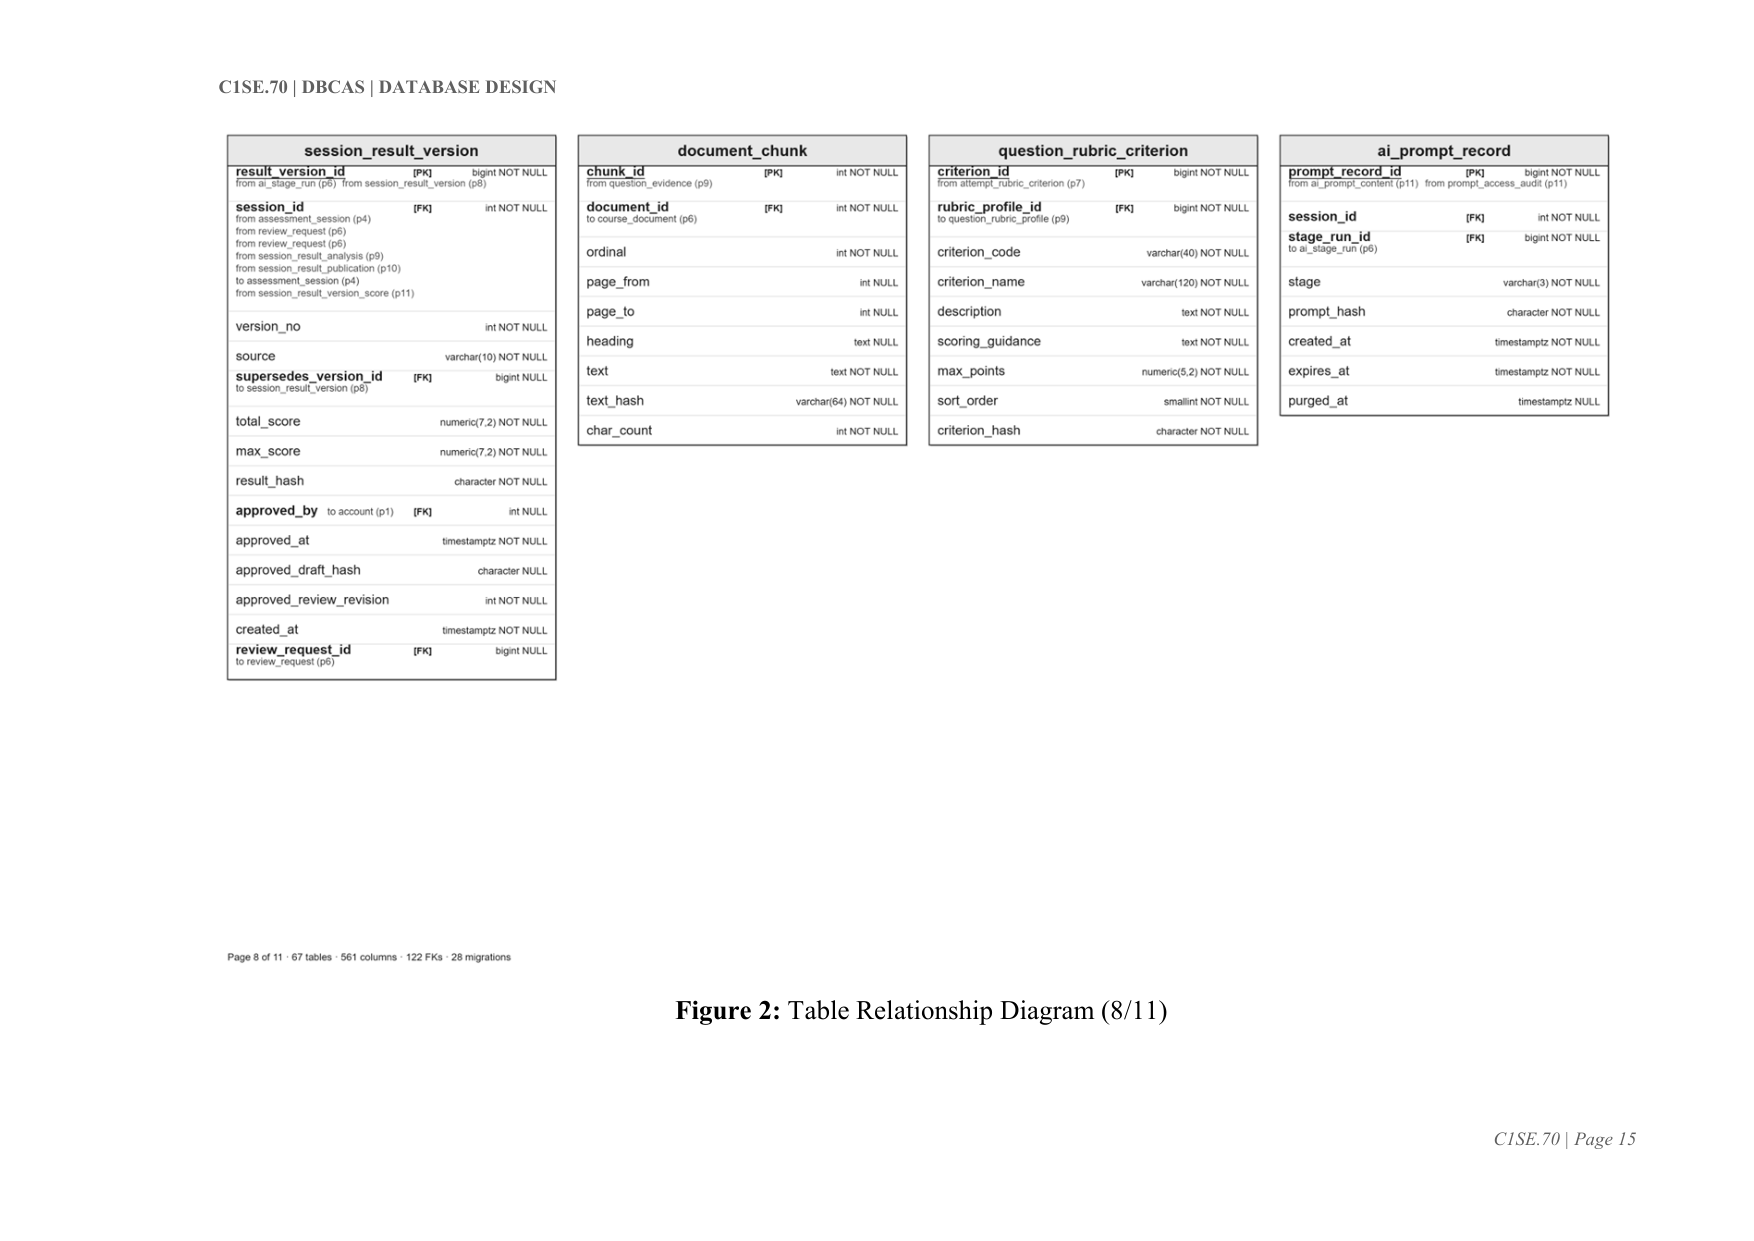 C1SE.70 | DBCAS | DATABASE DESIGN
session_result_version
result_version_id [PK] bigint NOT NULL
from ai_stage_run (p6) from session_result_version (p8)
session_id [FK] int NOT NULL
from assessment_session (p4)
from review_request (p6)
from review_request (p6)
from session_result_analysis (p9)
from session_result_publication (p10)
to assessment_session (p4)
from session_result_version_score (p11)
version_no int NOT NULL
source varchar(10) NOT NULL
supersedes_version_id [FK] bigint NULL
to session_result_version (p8)
total_score numeric(7,2) NOT NULL
max_score numeric(7,2) NOT NULL
result_hash character NOT NULL
approved_by to account (p1) [FK] int NULL
approved_at timestamptz NOT NULL
approved_draft_hash character NULL
approved_review_revision int NOT NULL
created_at timestamptz NOT NULL
review_request_id [FK] bigint NULL
to review_request (p6)
document_chunk
chunk_id [PK] int NOT NULL
from question_evidence (p9)
document_id [FK] int NOT NULL
to course_document (p6)
ordinal int NOT NULL
page_from int NULL
page_to int NULL
heading text NULL
text text NOT NULL
text_hash varchar(64) NOT NULL
char_count int NOT NULL
question_rubric_criterion
criterion_id [PK] bigint NOT NULL
from attempt_rubric_criterion (p7)
rubric_profile_id [FK] bigint NOT NULL
to question_rubric_profile (p9)
criterion_code varchar(40) NOT NULL
criterion_name varchar(120) NOT NULL
description text NOT NULL
scoring_guidance text NOT NULL
max_points numeric(5,2) NOT NULL
sort_order smallint NOT NULL
criterion_hash character NOT NULL
ai_prompt_record
prompt_record_id [PK] bigint NOT NULL
from ai_prompt_content (p11) from prompt_access_audit (p11)
session_id [FK] int NOT NULL
stage_run_id [FK] bigint NOT NULL
to ai_stage_run (p6)
stage varchar(3) NOT NULL
prompt_hash character NOT NULL
created_at timestamptz NOT NULL
expires_at timestamptz NOT NULL
purged_at timestamptz NULL
Page 8 of 11 · 67 tables · 561 columns · 122 FKs · 28 migrations
Figure 2: Table Relationship Diagram (8/11)
C1SE.70 | Page 15